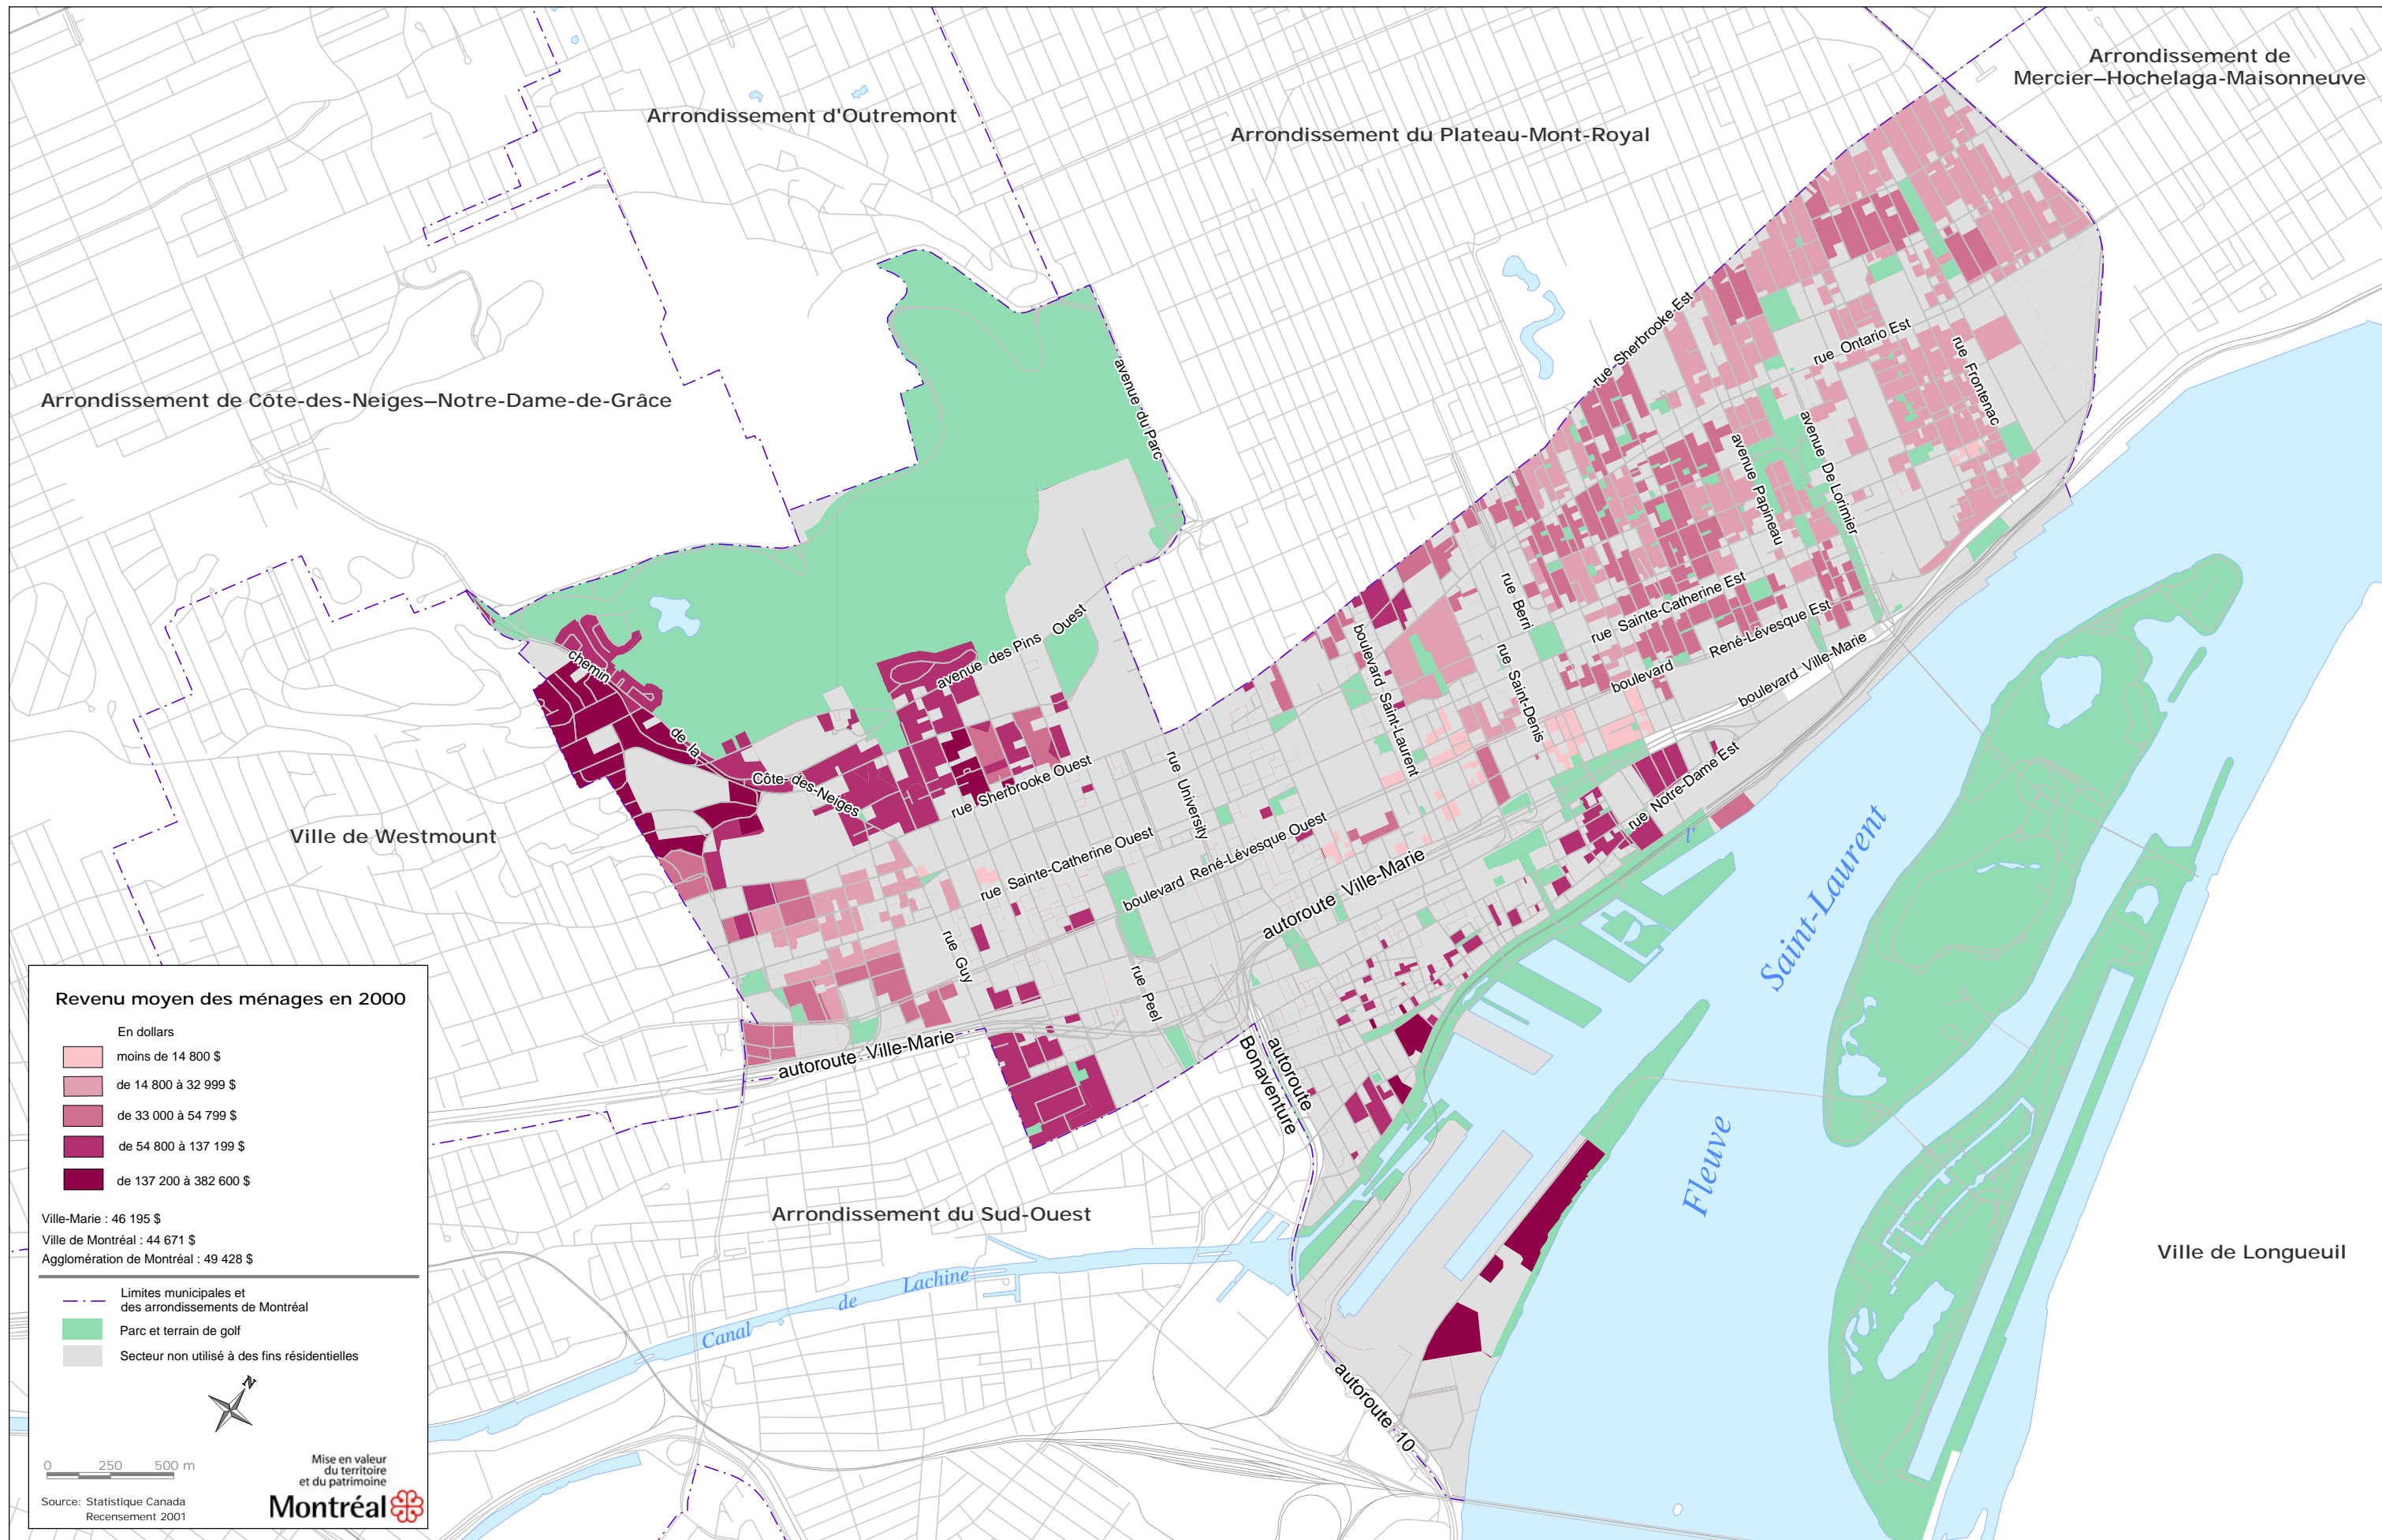 Arrondissement de
Mercier–Hochelaga-Maisonneuve
Arrondissement d'Outremont
Arrondissement du Plateau-Mont-Royal
Arrondissement de Côte-des-Neiges–Notre-Dame-de-Grâce
avenue du Parc
rue Sherbrooke Est
rue Ontario Est
rue Frontenac
avenue De Lorimier
avenue Papineau
rue Berri
rue Sainte-Catherine Est
boulevard René-Lévesque Est
boulevard Ville-Marie
rue Saint-Denis
boulevard Saint-Laurent
avenue des Pins Ouest
chemin de la Côte-des-Neiges
rue Sherbrooke Ouest
rue University
rue Notre-Dame Est
Ville de Westmount
rue Sainte-Catherine Ouest
boulevard René-Lévesque Ouest
autoroute Ville-Marie
rue Guy
rue Peel
autoroute Ville-Marie
autoroute
Bonaventure
Fleuve Saint-Laurent
l'
Arrondissement du Sud-Ouest
Ville de Longueuil
Canal de Lachine
autoroute 10
Revenu moyen des ménages en 2000
En dollars
moins de 14 800 $
de 14 800 à 32 999 $
de 33 000 à 54 799 $
de 54 800 à 137 199 $
de 137 200 à 382 600 $
Ville-Marie : 46 195 $
Ville de Montréal : 44 671 $
Agglomération de Montréal : 49 428 $
Limites municipales et
des arrondissements de Montréal
Parc et terrain de golf
Secteur non utilisé à des fins résidentielles
N
0 250 500 m
Mise en valeur
du territoire
et du patrimoine
Montréal
Source: Statistique Canada
Recensement 2001